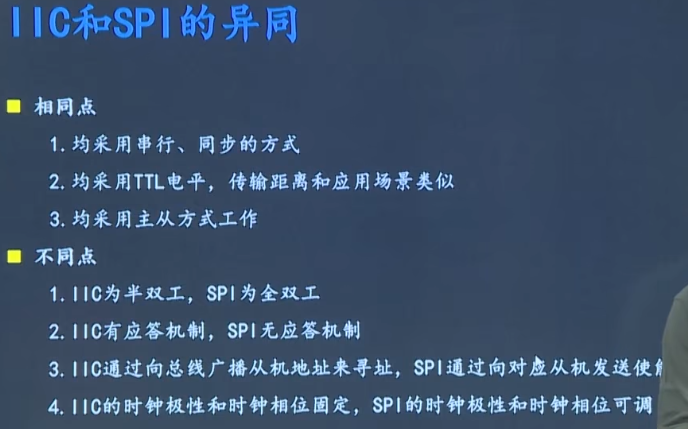 IIC和SPI的异同
相同点
1.均采用串行、同步的方式
2.均采用TTL电平，传输距离和应用场景类似
3.均采用主从方式工作
不同点
1.IIC为半双工，SPI为全双工
2.IIC有应答机制，SPI无应答机制
3.IIC通过向总线广播从机地址来寻址，SPI通过向对应从机发送使
4.IIC的时钟极性和时钟相位固定，SPI的时钟极性和时钟相位可调